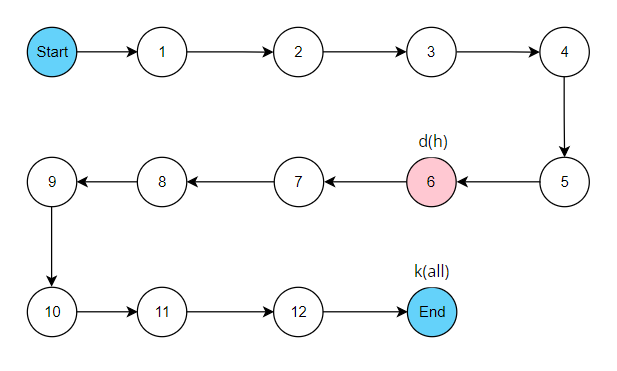 Start 1 2 3 4
d(h)
9 8 7 6 5
k(all)
10 11 12 End